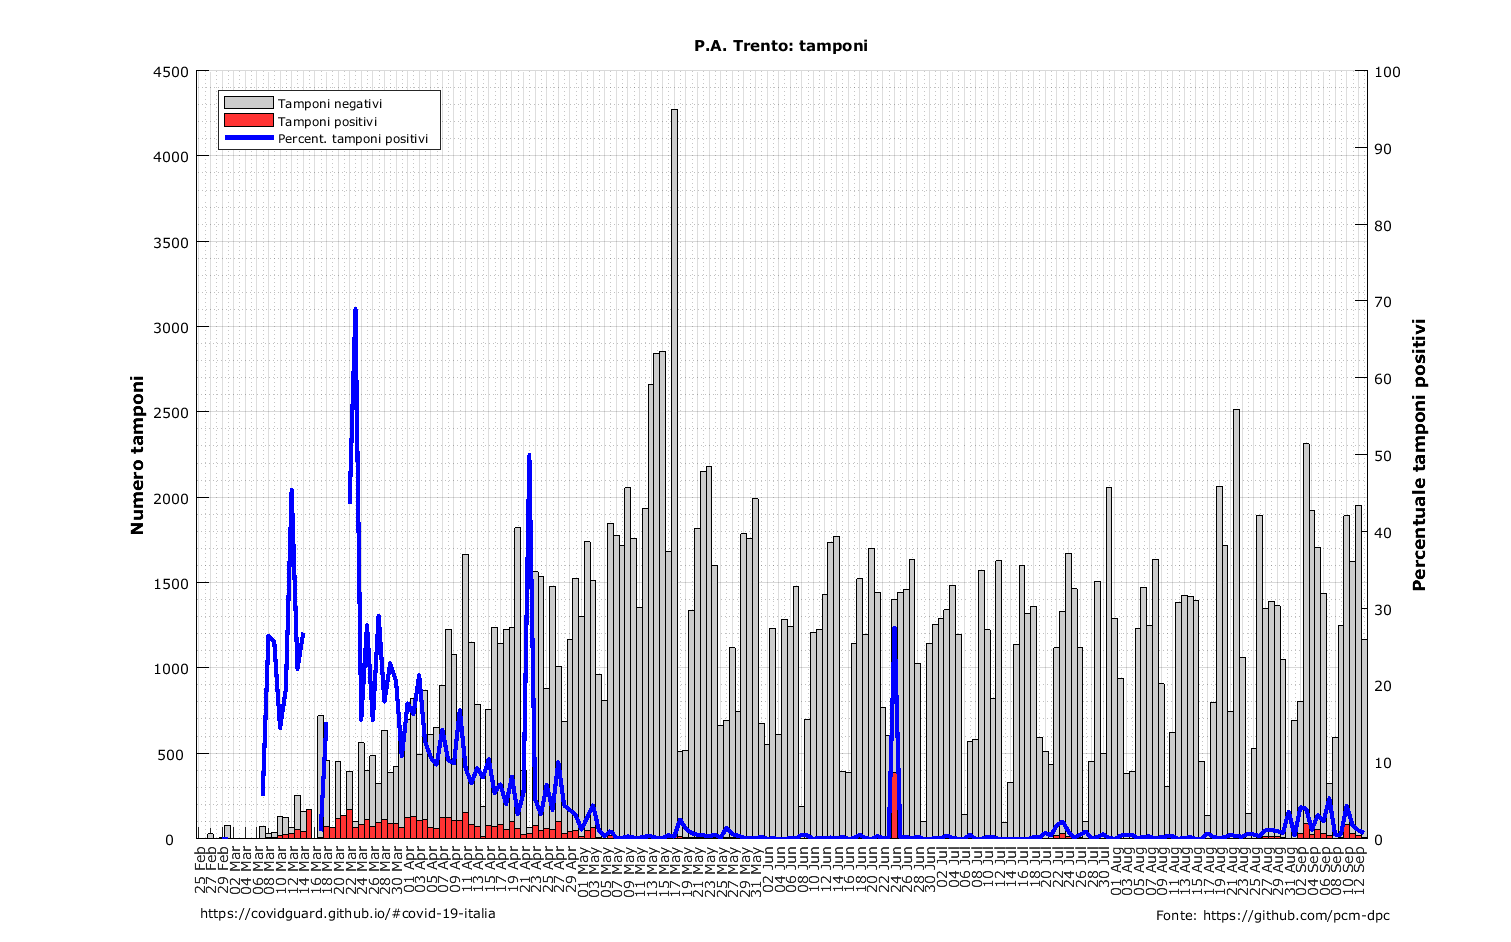 P.A. Trento: tamponi
Tamponi negativi
Tamponi positivi
Percent. tamponi positivi
Numero tamponi
4500
4000
3500
3000
2500
2000
1500
1000
500
0
Percentuale tamponi positivi
100
90
80
70
60
50
40
30
20
10
0
25 Feb
27 Feb
29 Feb
02 Mar
04 Mar
06 Mar
08 Mar
10 Mar
12 Mar
14 Mar
16 Mar
18 Mar
20 Mar
22 Mar
24 Mar
26 Mar
28 Mar
30 Mar
01 Apr
03 Apr
05 Apr
07 Apr
09 Apr
11 Apr
13 Apr
15 Apr
17 Apr
19 Apr
21 Apr
23 Apr
25 Apr
27 Apr
29 Apr
01 May
03 May
05 May
07 May
09 May
11 May
13 May
15 May
17 May
19 May
21 May
23 May
25 May
27 May
29 May
31 May
02 Jun
04 Jun
06 Jun
08 Jun
10 Jun
12 Jun
14 Jun
16 Jun
18 Jun
20 Jun
22 Jun
24 Jun
26 Jun
28 Jun
30 Jun
02 Jul
04 Jul
06 Jul
08 Jul
10 Jul
12 Jul
14 Jul
16 Jul
18 Jul
20 Jul
22 Jul
24 Jul
26 Jul
28 Jul
30 Jul
01 Aug
03 Aug
05 Aug
07 Aug
09 Aug
11 Aug
13 Aug
15 Aug
17 Aug
19 Aug
21 Aug
23 Aug
25 Aug
27 Aug
29 Aug
31 Aug
02 Sep
04 Sep
06 Sep
08 Sep
10 Sep
12 Sep
https://covidguard.github.io/#covid-19-italia
Fonte: https://github.com/pcm-dpc